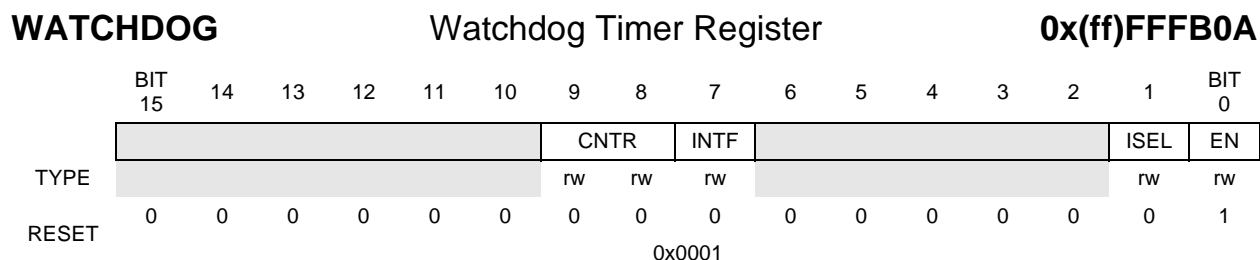 WATCHDOG Watchdog Timer Register 0x(ff)FFFB0A
BIT 15 14 13 12 11 10 9 8 7 6 5 4 3 2 1 BIT 0
CNTR INTF ISEL EN
TYPE rw rw rw rw rw
RESET 0 0 0 0 0 0 0 0 0 0 0 0 0 0 0 1
0x0001